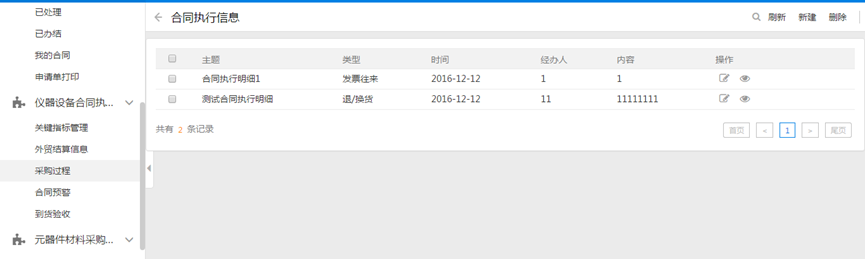 已处理
已办结
我的合同
申请单打印
仪器设备合同执...
关键指标管理
外贸结算信息
采购过程
合同预警
到货验收
元器件材料采购...
合同执行信息
刷新 新建 删除
主题 类型 时间 经办人 内容 操作
合同执行明细1 发票往来 2016-12-12 1 1
测试合同执行明细 退/换货 2016-12-12 11 11111111
共有 2 条记录
首页 < 1 > 尾页